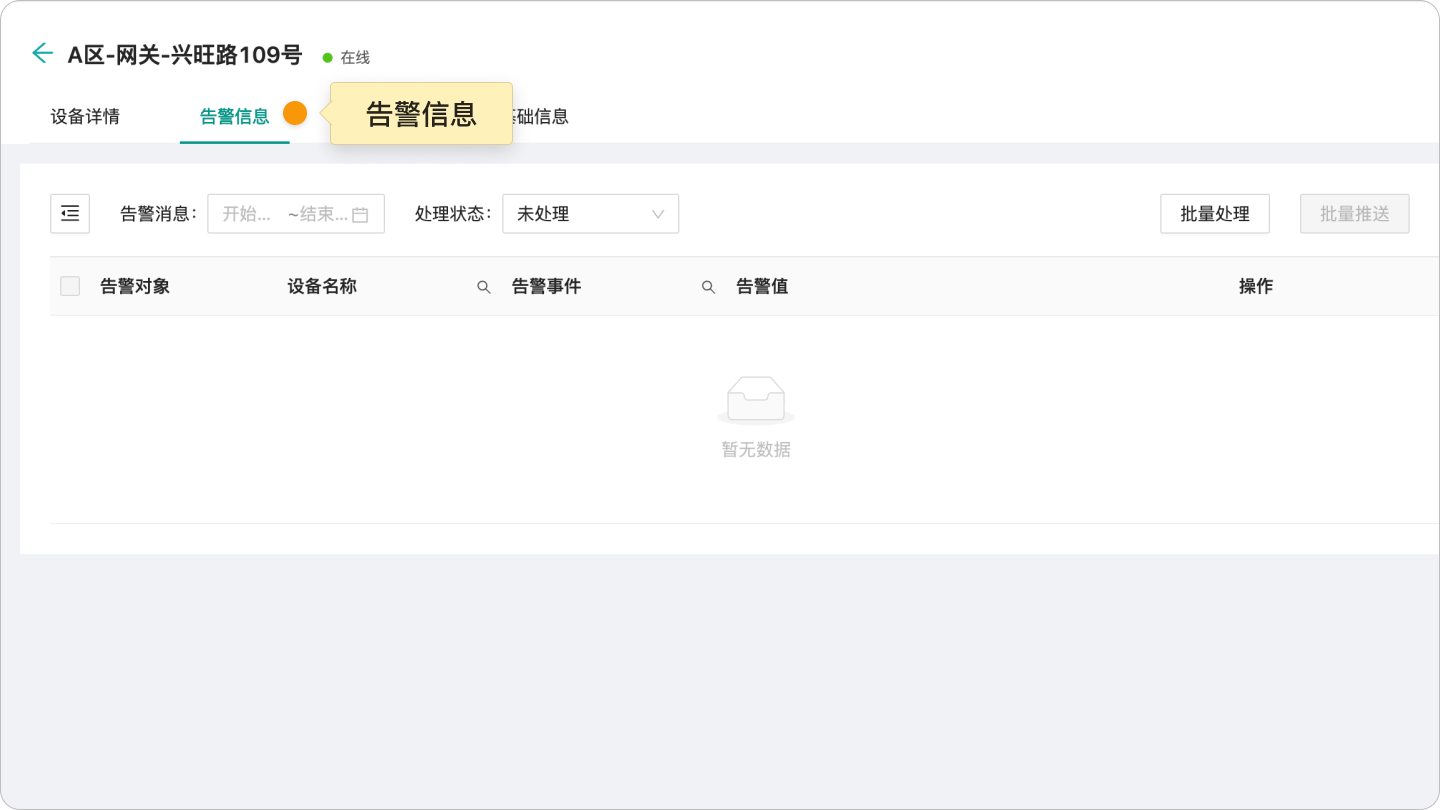 A区-网关-兴旺路109号 在线
设备详情 告警信息 告警信息 础信息
告警消息: 开始... ~结束... 处理状态: 未处理 批量处理 批量推送
告警对象 设备名称 告警事件 告警值 操作
暂无数据